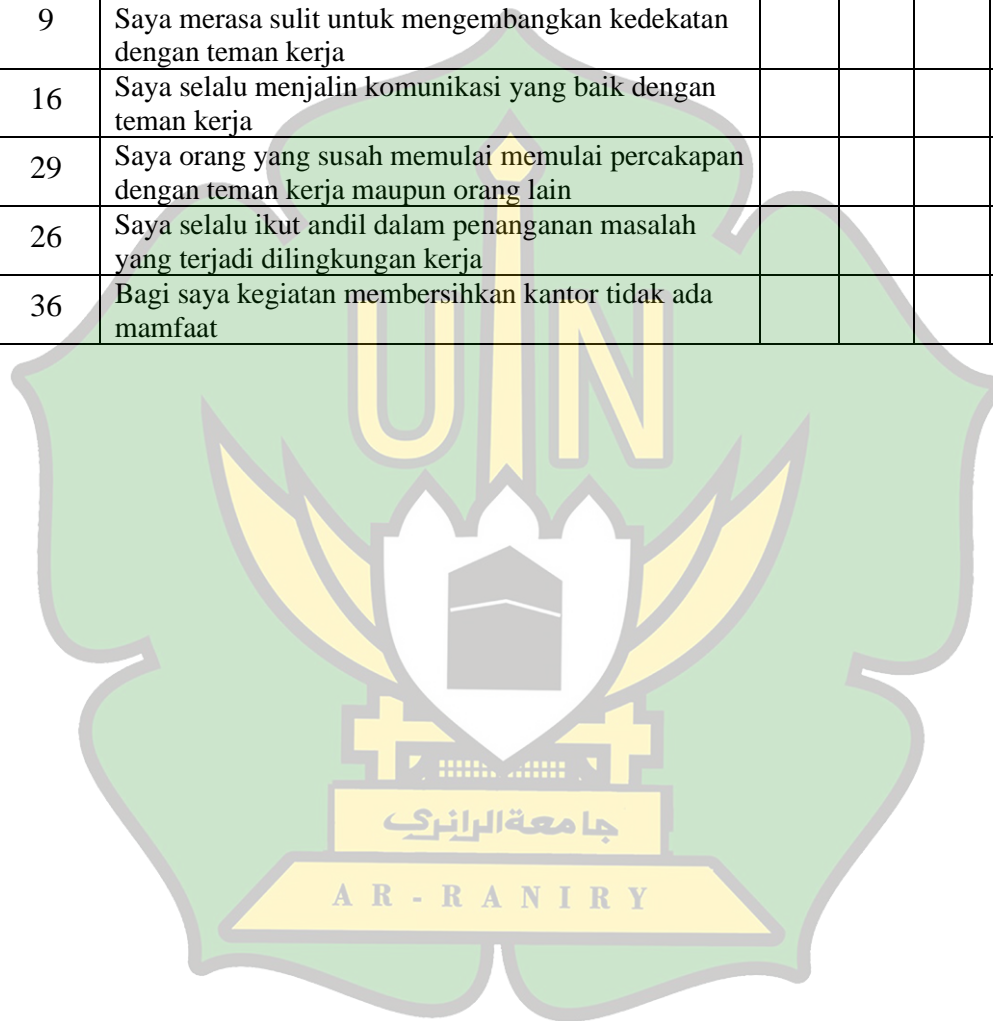 9 Saya merasa sulit untuk mengembangkan kedekatan
dengan teman kerja
16 Saya selalu menjalin komunikasi yang baik dengan
teman kerja
29 Saya orang yang susah memulai memulai percakapan
dengan teman kerja maupun orang lain
26 Saya selalu ikut andil dalam penanganan masalah
yang terjadi dilingkungan kerja
36 Bagi saya kegiatan membersihkan kantor tidak ada
mamfaat
UIN
جامعة الرانري
AR-RANIRY